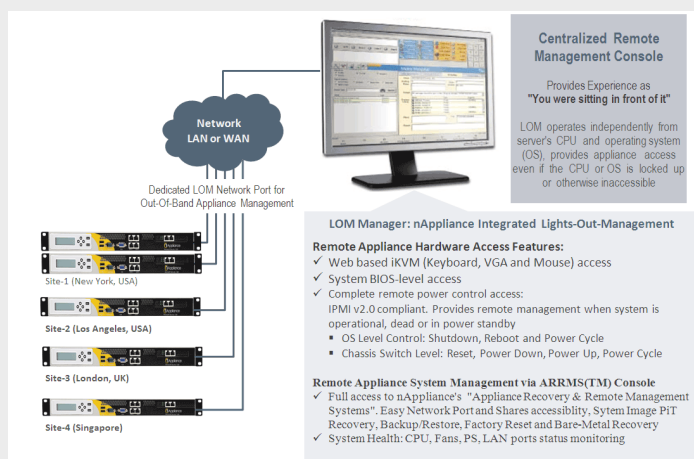 Centralized Remote
Management Console
Provides Experience as
"You were sitting in front of it"
LOM operates independently from
server's CPU and operating system
(OS), provides appliance access
even if the CPU or OS is locked up
or otherwise inaccessible
Network
LAN or WAN
Dedicated LOM Network Port for
Out-Of-Band Appliance Management
Site-1 (New York, USA)
Site-2 (Los Angeles, USA)
Site-3 (London, UK)
Site-4 (Singapore)
LOM Manager: nAppliance Integrated Lights-Out-Management
Remote Appliance Hardware Access Features:
✓ Web based iKVM (Keyboard, VGA and Mouse) access
✓ System BIOS-level access
✓ Complete remote power control access:
IPMI v2.0 compliant. Provides remote management when system is
operational, dead or in power standby
▪ OS Level Control: Shutdown, Reboot and Power Cycle
▪ Chassis Switch Level: Reset, Power Down, Power Up, Power Cycle
Remote Appliance System Management via ARRMS(TM) Console
✓ Full access to nAppliance's "Appliance Recovery & Remote Management
Systems". Easy Network Port and Shares accessiblity, Sytem Image PiT
Recovery, Backup/Restore, Factory Reset and Bare-Metal Recovery
✓ System Health: CPU, Fans, PS, LAN ports status monitoring